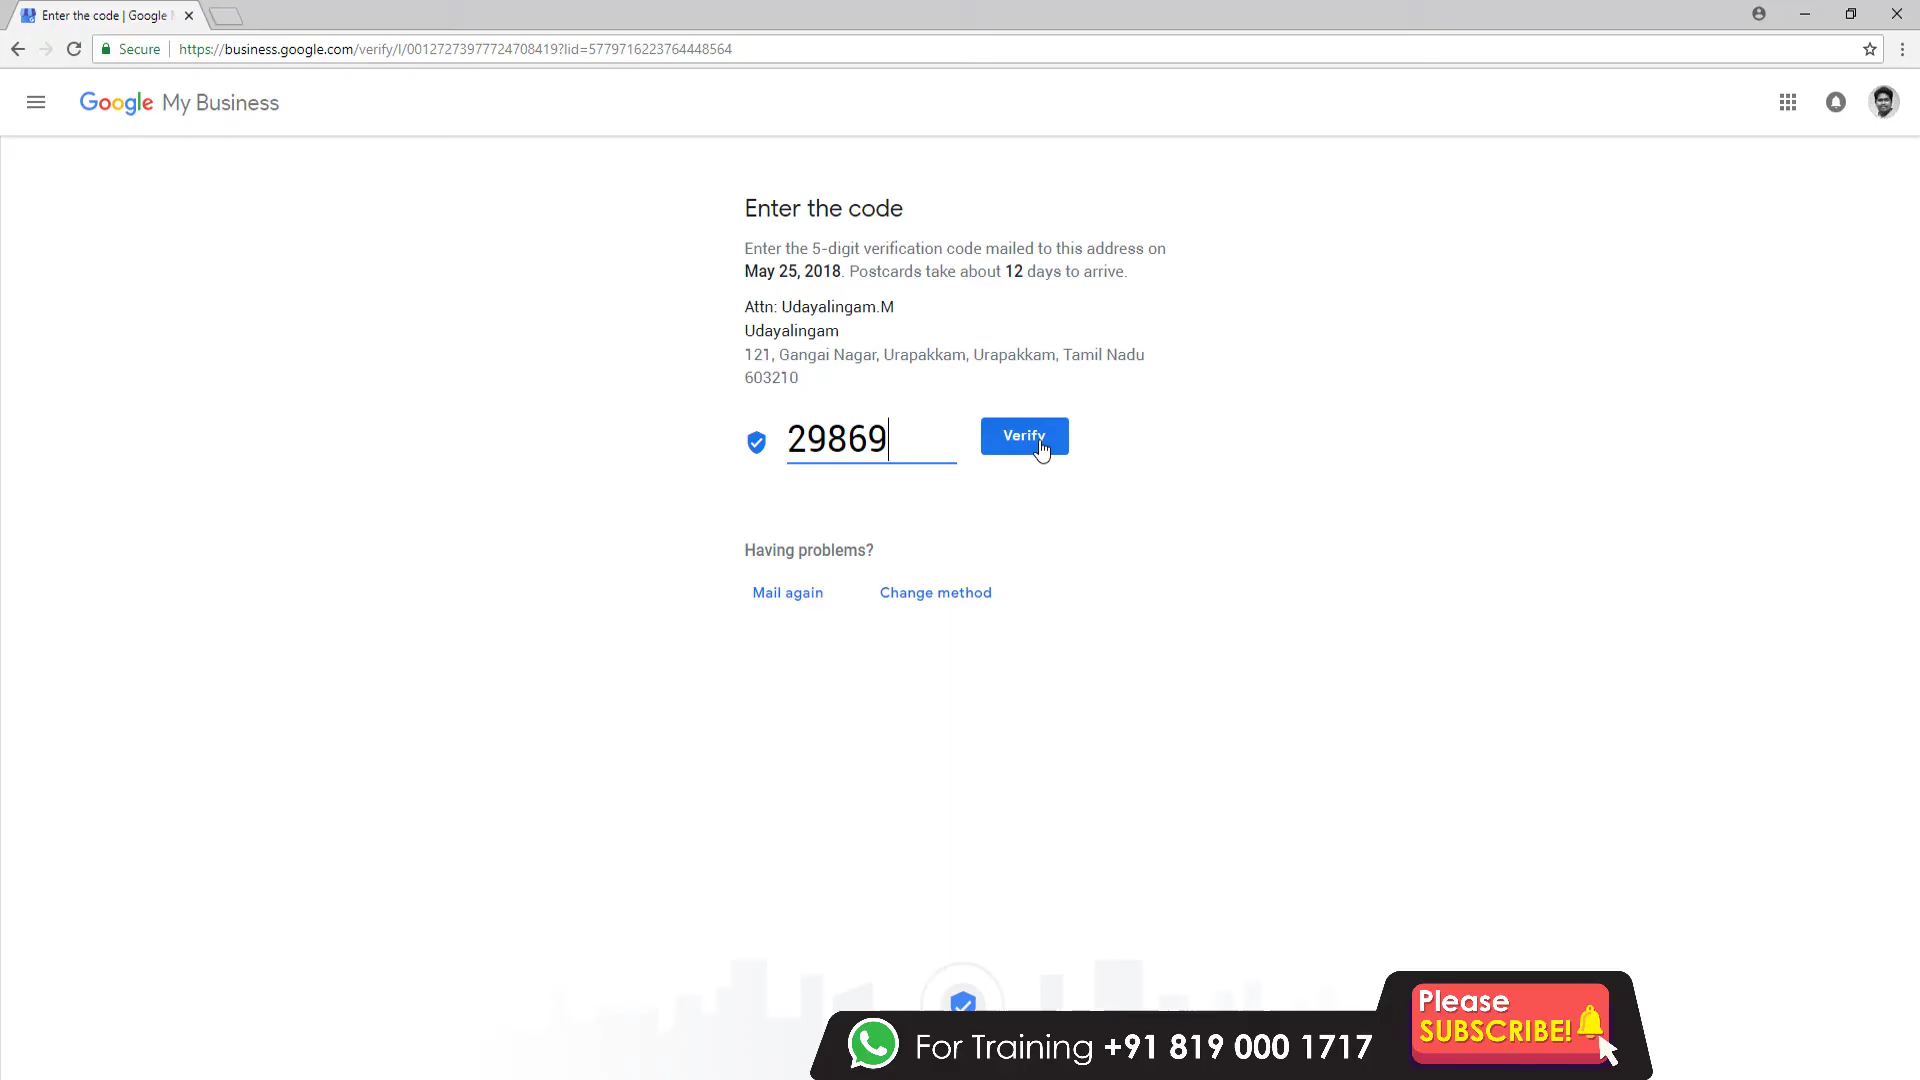 Enter the code | Google
Secure https://business.google.com/verify/l/00127273977724708419?lid=5779716223764448564
Google My Business
Enter the code
Enter the 5-digit verification code mailed to this address on
May 25, 2018. Postcards take about 12 days to arrive.
Attn: Udayalingam.M
Udayalingam
121, Gangai Nagar, Urapakkam, Urapakkam, Tamil Nadu
603210
29869 Verify
Having problems?
Mail again Change method
For Training +91 819 000 1717
Please
SUBSCRIBE!